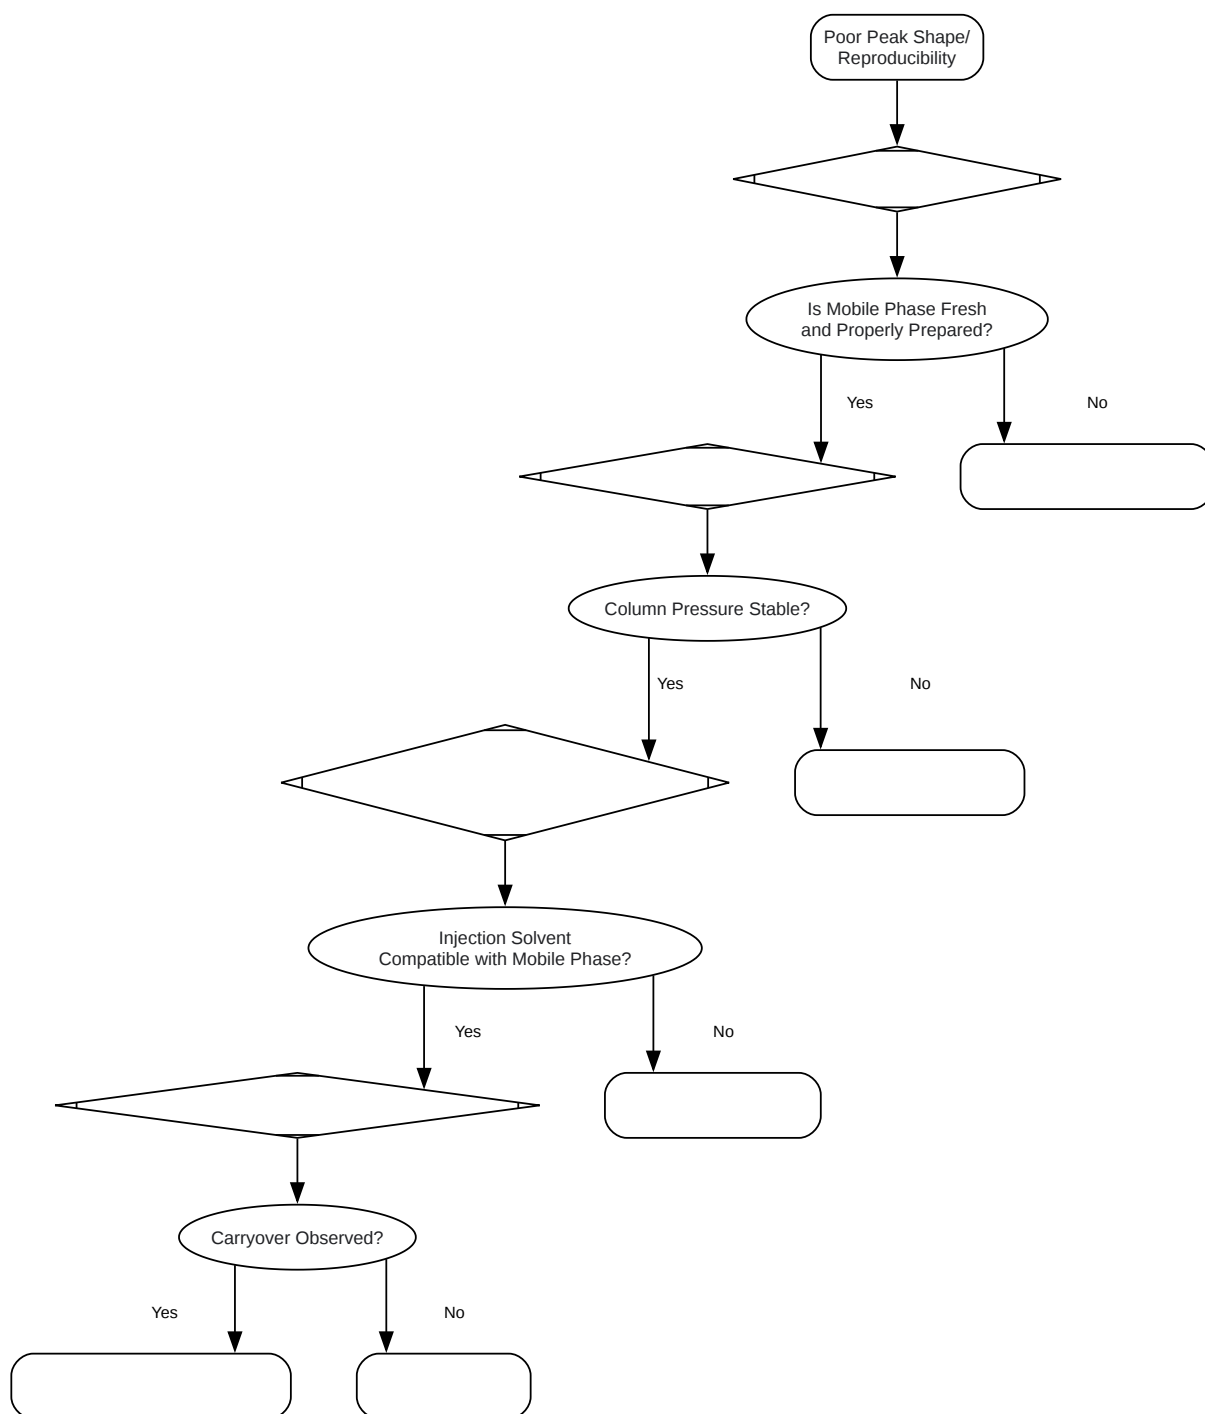 Poor Peak Shape/
Reproducibility
Is Mobile Phase Fresh
and Properly Prepared?
Yes
No
Column Pressure Stable?
Yes
No
Injection Solvent
Compatible with Mobile Phase?
Yes
No
Carryover Observed?
Yes
No